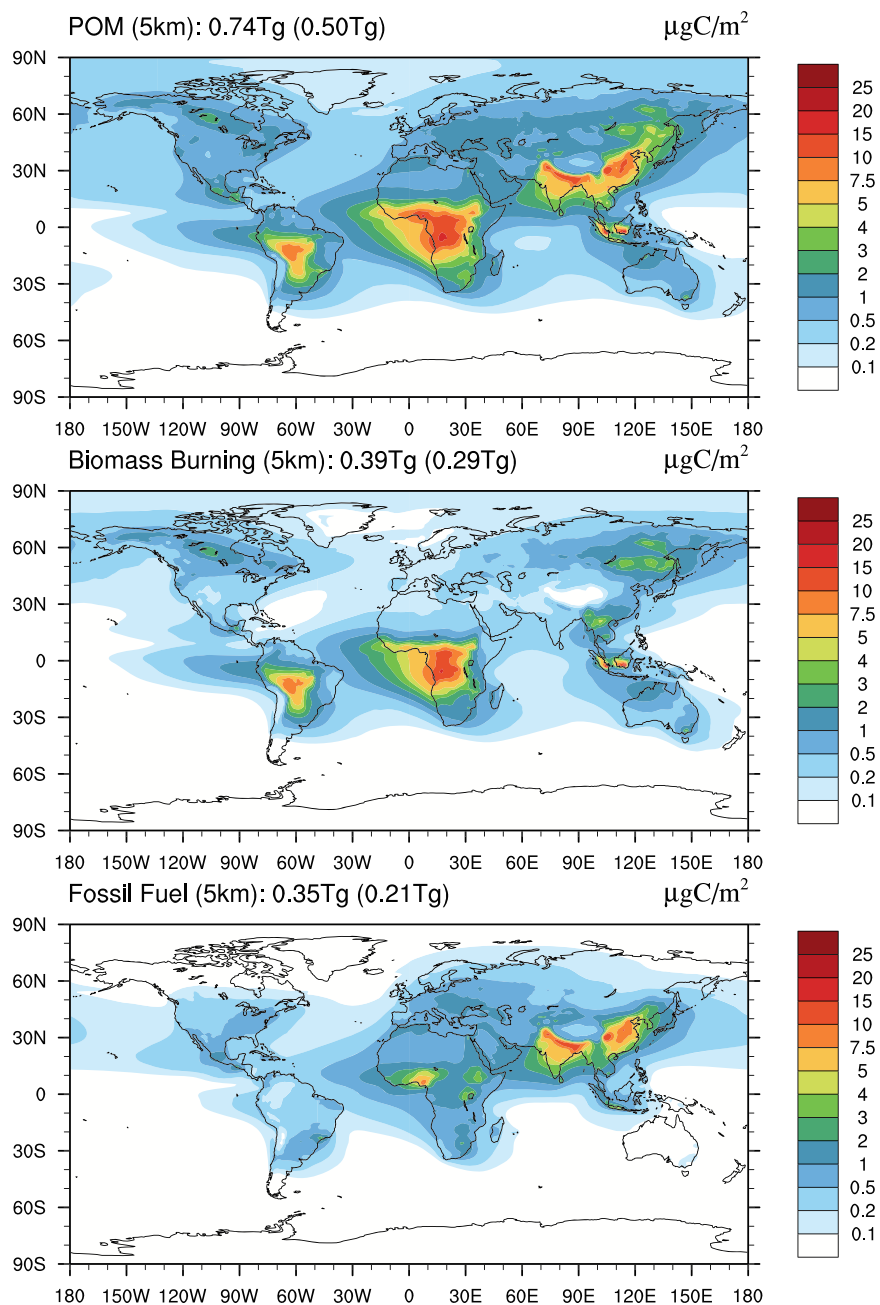 POM (5km): 0.74Tg (0.50Tg) μgC/m²
90N
60N
30N
0
30S
60S
90S
180 150W 120W 90W 60W 30W 0 30E 60E 90E 120E 150E 180
25
20
15
10
7.5
5
4
3
2
1
0.5
0.2
0.1
Biomass Burning (5km): 0.39Tg (0.29Tg) μgC/m²
90N
60N
30N
0
30S
60S
90S
180 150W 120W 90W 60W 30W 0 30E 60E 90E 120E 150E 180
25
20
15
10
7.5
5
4
3
2
1
0.5
0.2
0.1
Fossil Fuel (5km): 0.35Tg (0.21Tg) μgC/m²
90N
60N
30N
0
30S
60S
90S
180 150W 120W 90W 60W 30W 0 30E 60E 90E 120E 150E 180
25
20
15
10
7.5
5
4
3
2
1
0.5
0.2
0.1